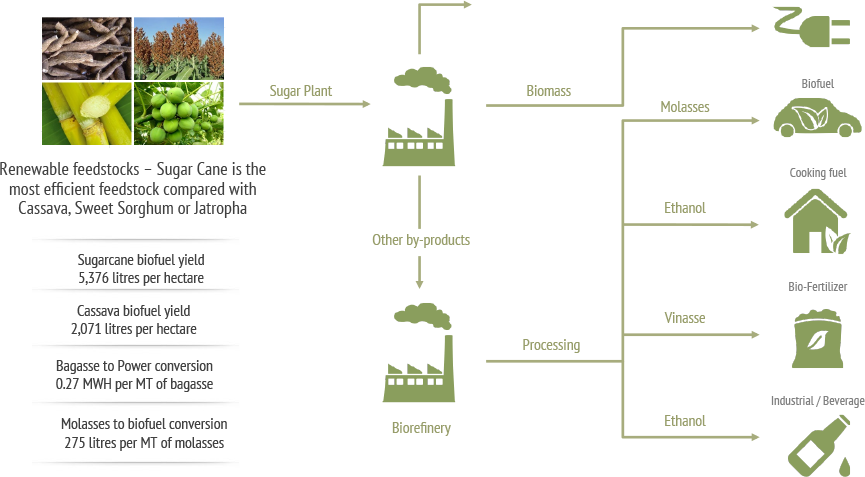 Renewable feedstocks – Sugar Cane is the
most efficient feedstock compared with
Cassava, Sweet Sorghum or Jatropha
Sugarcane biofuel yield
5,376 litres per hectare
Cassava biofuel yield
2,071 litres per hectare
Bagasse to Power conversion
0.27 MWH per MT of bagasse
Molasses to biofuel conversion
275 litres per MT of molasses
Sugar Plant
Other by-products
Biorefinery
Biomass
Processing
Molasses
Biofuel
Ethanol
Cooking fuel
Vinasse
Bio-Fertilizer
Ethanol
Industrial / Beverage